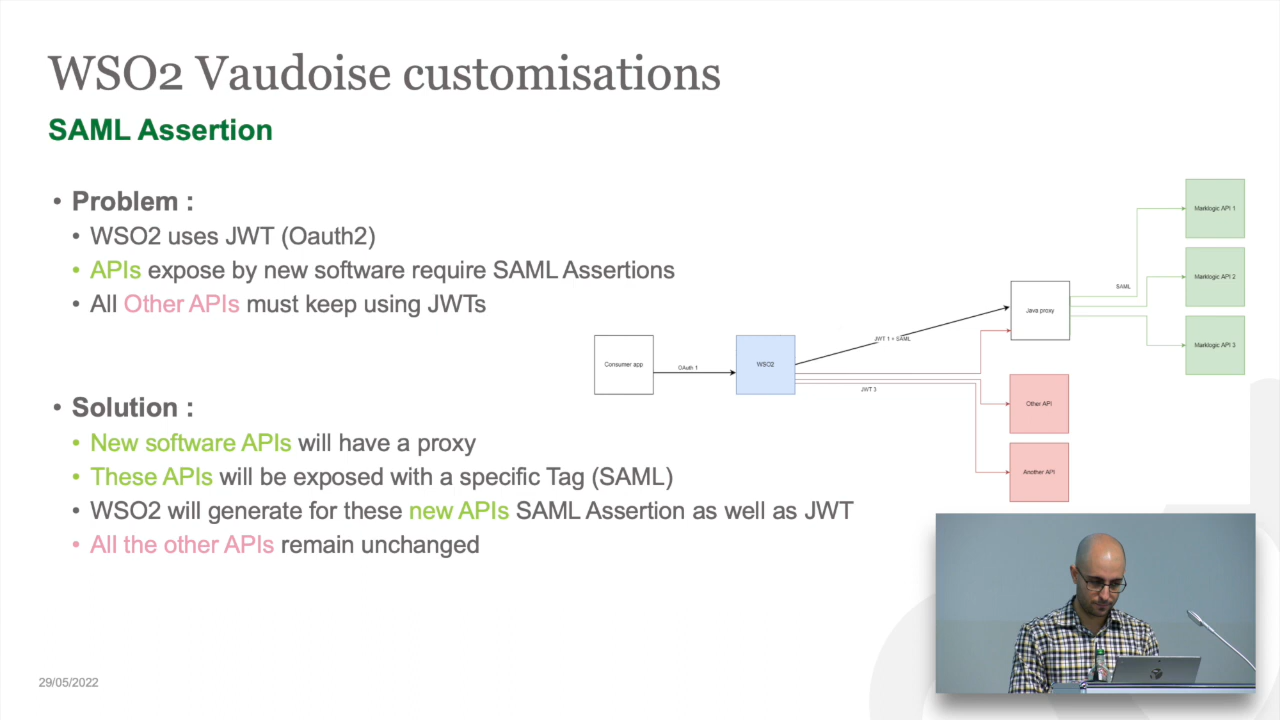 WSO2 Vaudoise customisations
SAML Assertion
• Problem :
• WSO2 uses JWT (Oauth2)
• APIs expose by new software require SAML Assertions
• All Other APIs must keep using JWTs
• Solution :
• New software APIs will have a proxy
• These APIs will be exposed with a specific Tag (SAML)
• WSO2 will generate for these new APIs SAML Assertion as well as JWT
• All the other APIs remain unchanged
Consumer app
OAuth 1
WSO2
JWT 1 + SAML
JWT 3
Java proxy
SAML
Marklogic API 1
Marklogic API 2
Marklogic API 3
Other API
Another API
29/05/2022